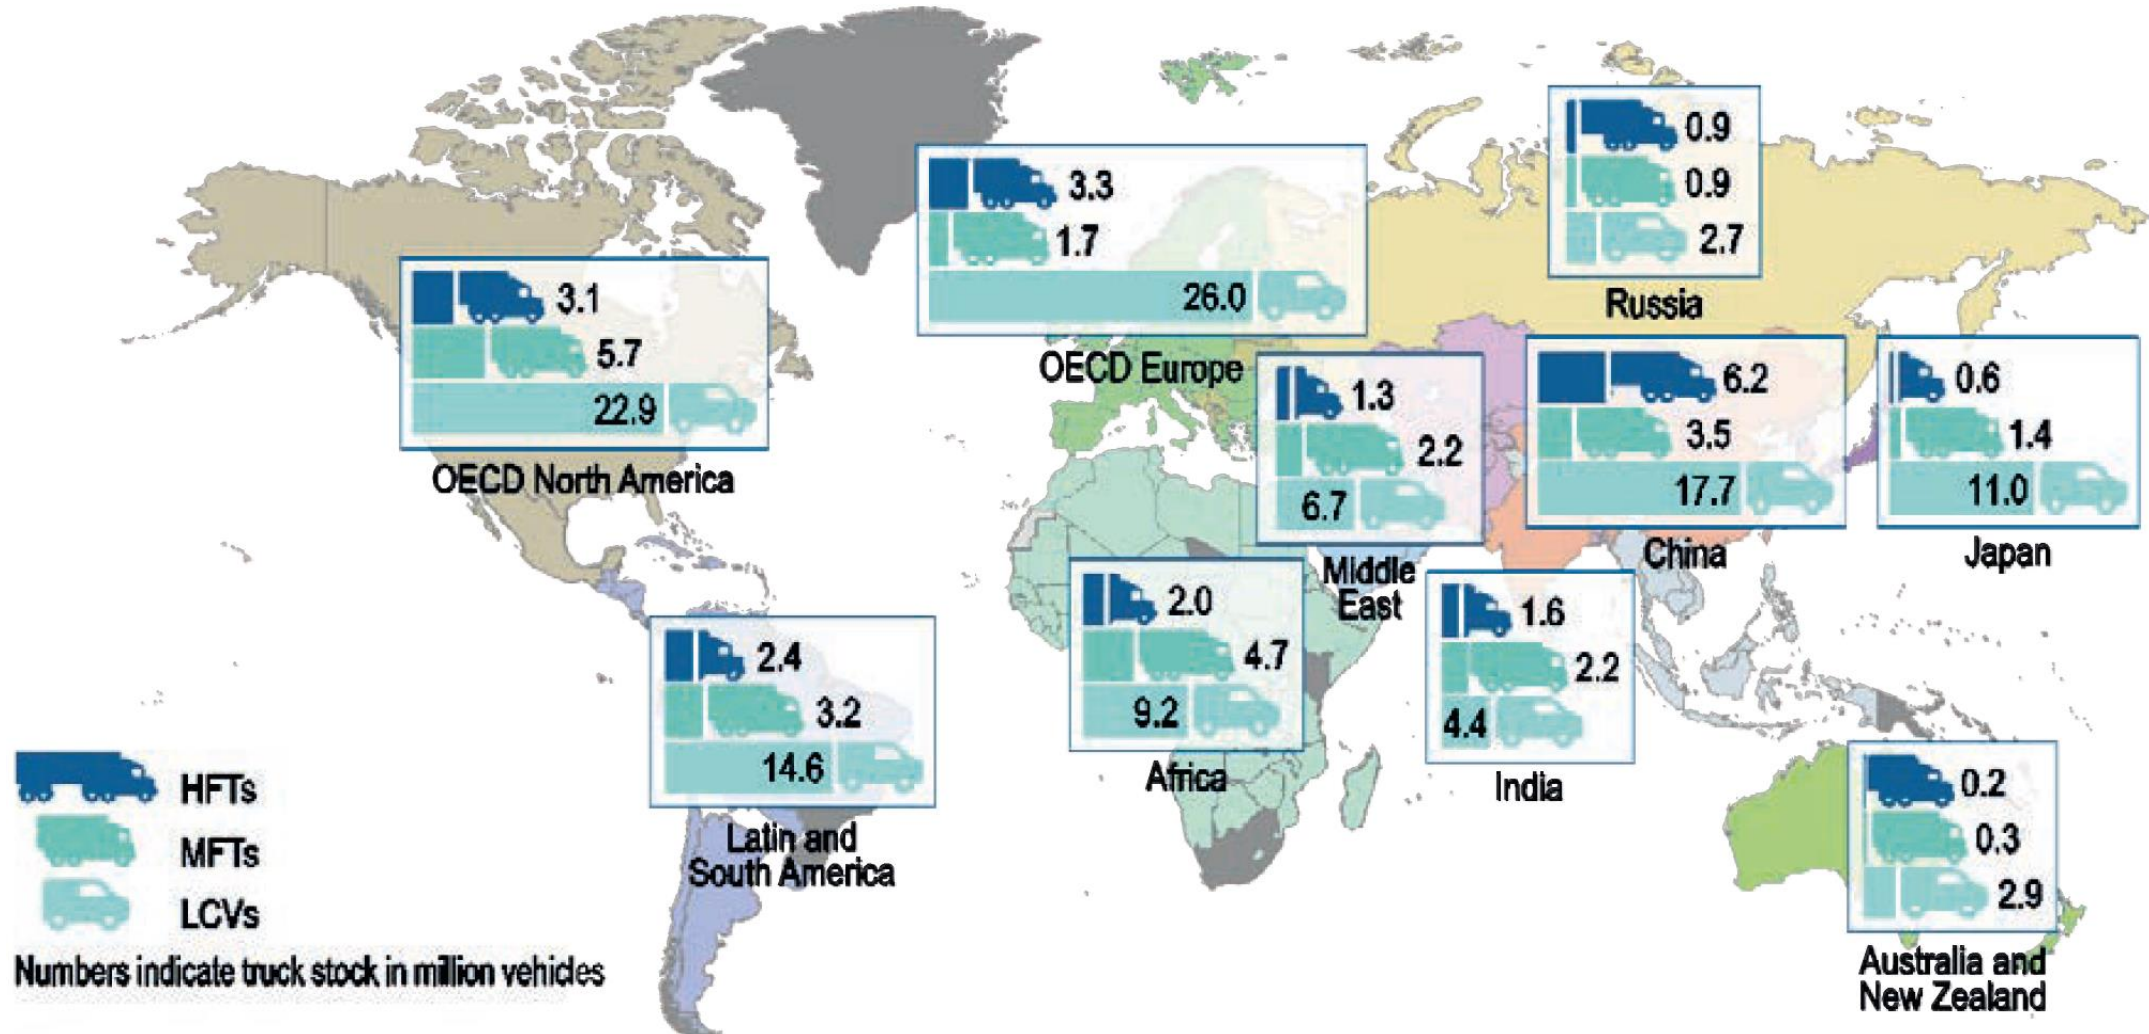 0.9
0.9
2.7
Russia
3.3
1.7
26.0
OECD Europe
3.1
5.7
22.9
OECD North America
1.3
2.2
6.7
Middle
East
6.2
3.5
17.7
China
0.6
1.4
11.0
Japan
2.0
4.7
9.2
Africa
1.6
2.2
4.4
India
2.4
3.2
14.6
Latin and
South America
0.2
0.3
2.9
Australia and
New Zealand
HFTs
MFTs
LCVs
Numbers indicate truck stock in million vehicles